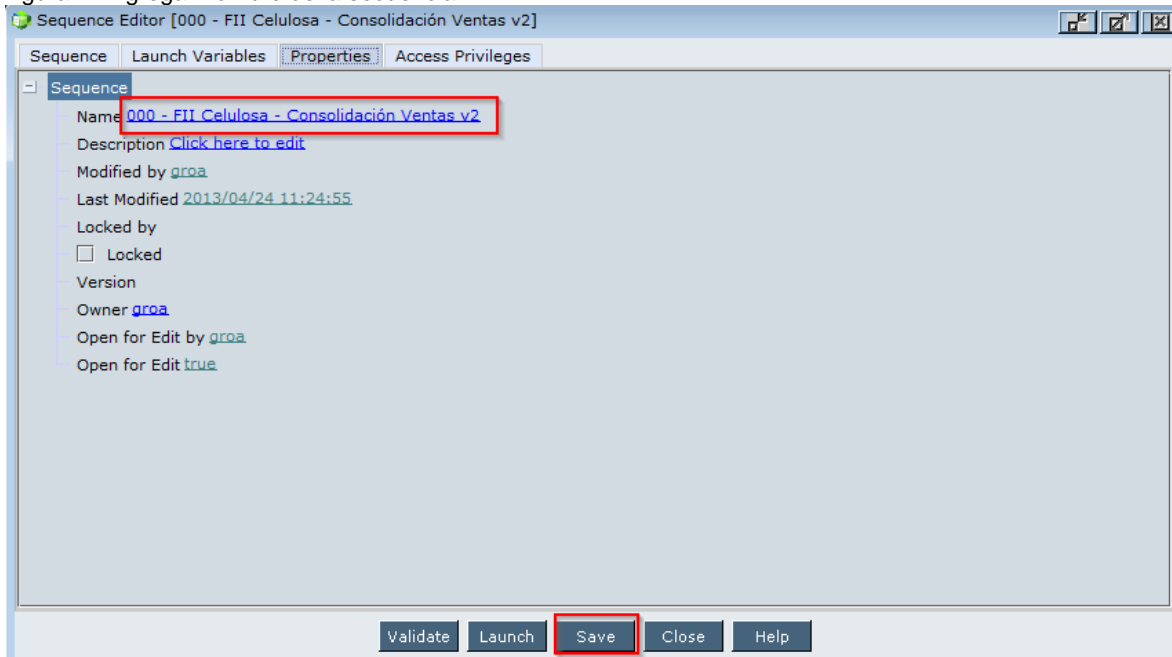 Sequence Editor [000 - FII Celulosa - Consolidación Ventas v2]
Sequence Launch Variables Properties Access Privileges
Sequence
Name 000 - FII Celulosa - Consolidación Ventas v2
Description Click here to edit
Modified by groa
Last Modified 2013/04/24 11:24:55
Locked by
Locked
Version
Owner groa
Open for Edit by groa
Open for Edit true
Validate Launch Save Close Help